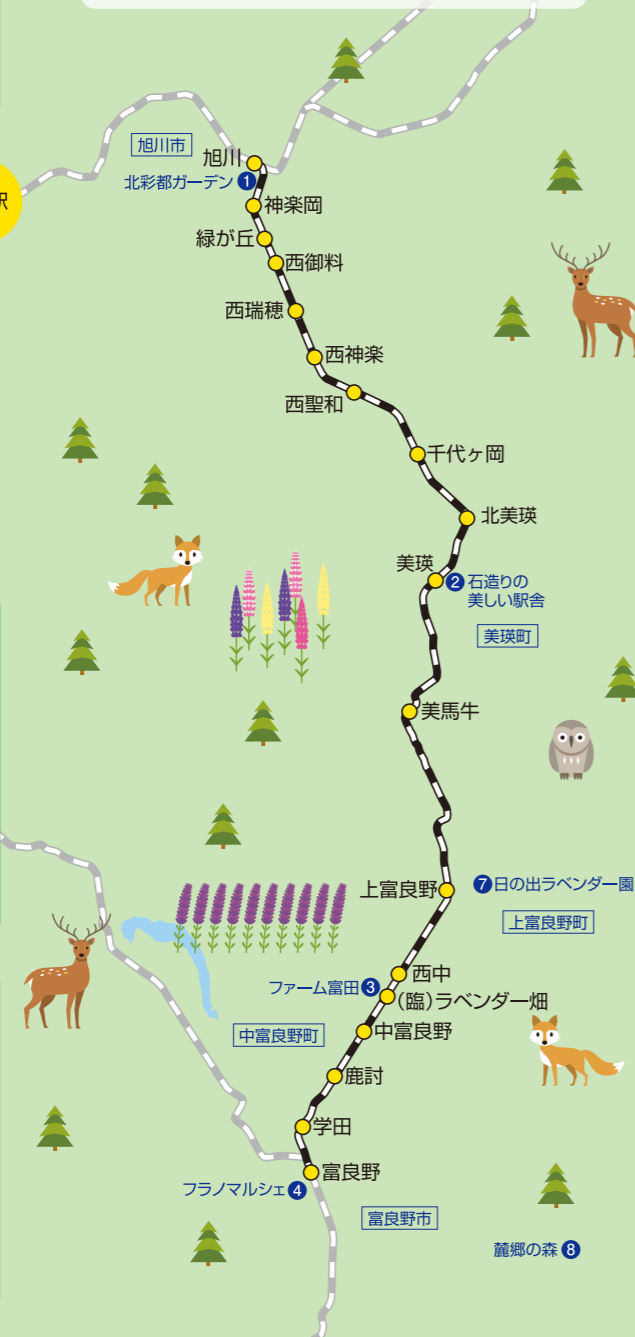 旭川市
旭川
北彩都ガーデン 1
駅
神楽岡
緑が丘
西御料
西瑞穂
西神楽
西聖和
千代ヶ岡
北美瑛
美瑛
2 石造りの
美しい駅舎
美瑛町
美馬牛
上富良野
7 日の出ラベンダー園
上富良野町
西中
ファーム富田 3
(臨)ラベンダー畑
中富良野町
中富良野
鹿討
学田
富良野
フラノマルシェ 4
富良野市
麓郷の森 8